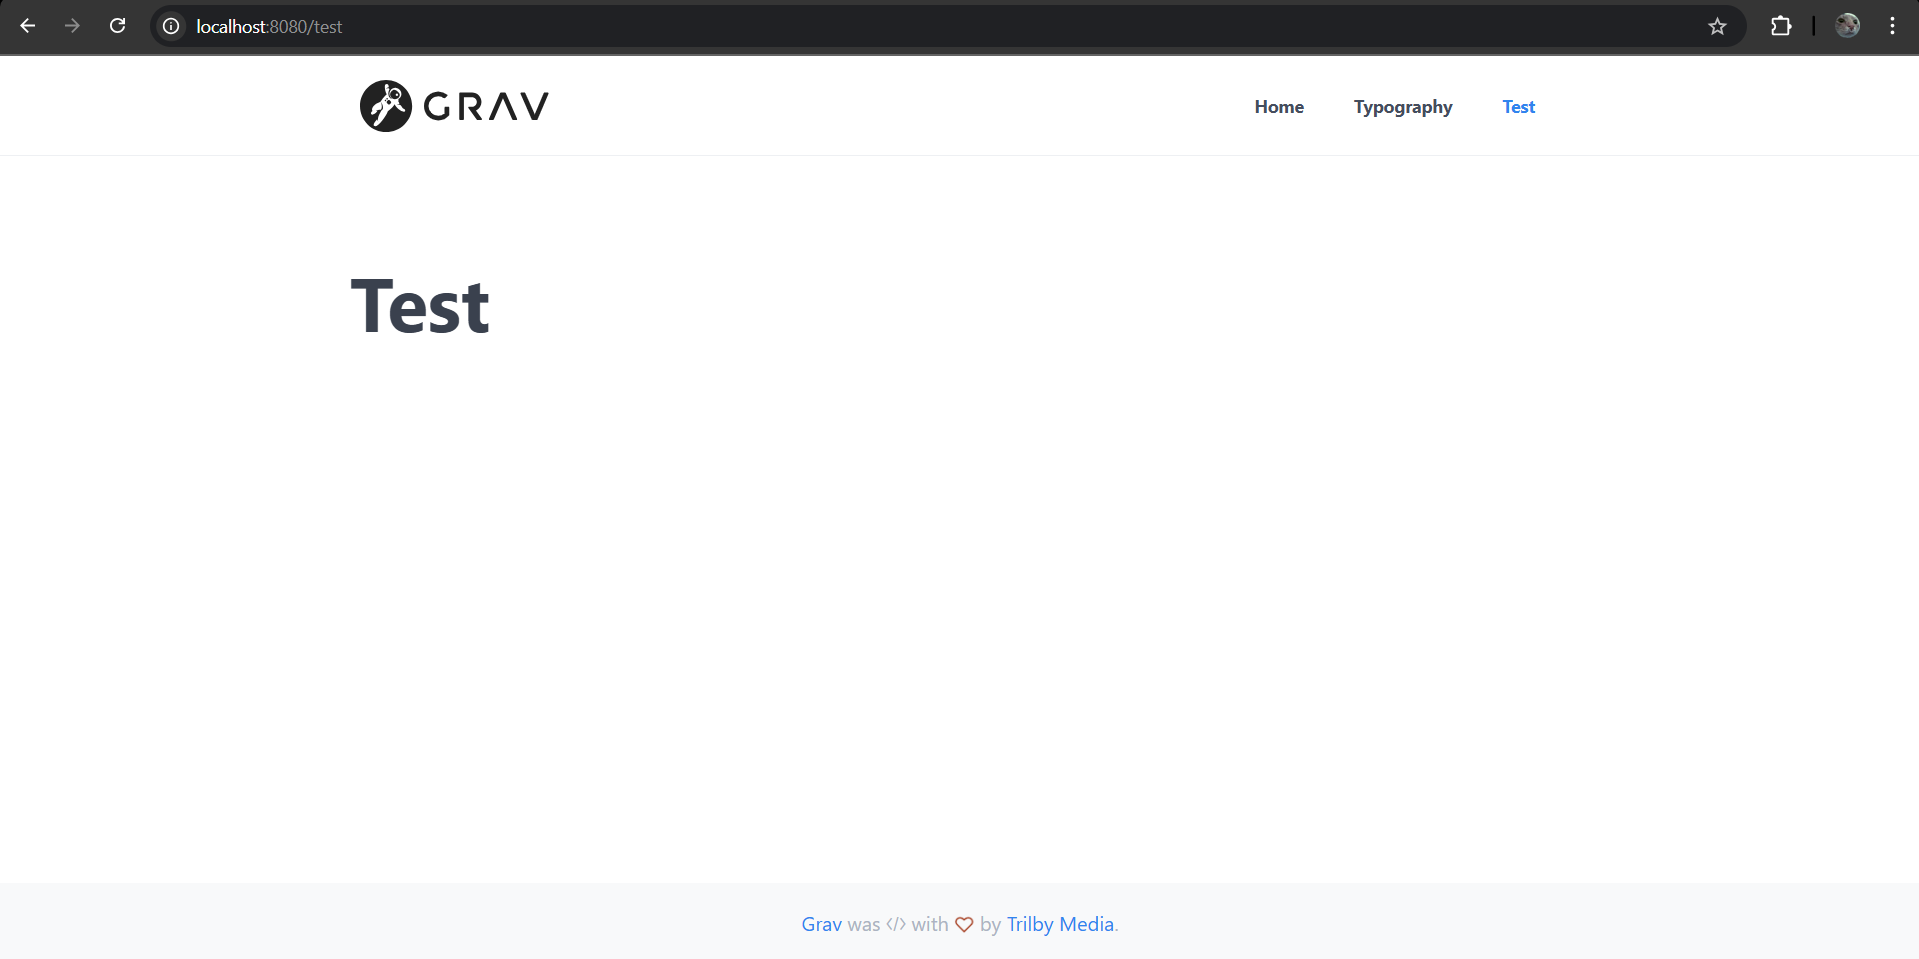 localhost:8080/test
GRAV
Home Typography Test
Test
Grav was </> with by Trilby Media.